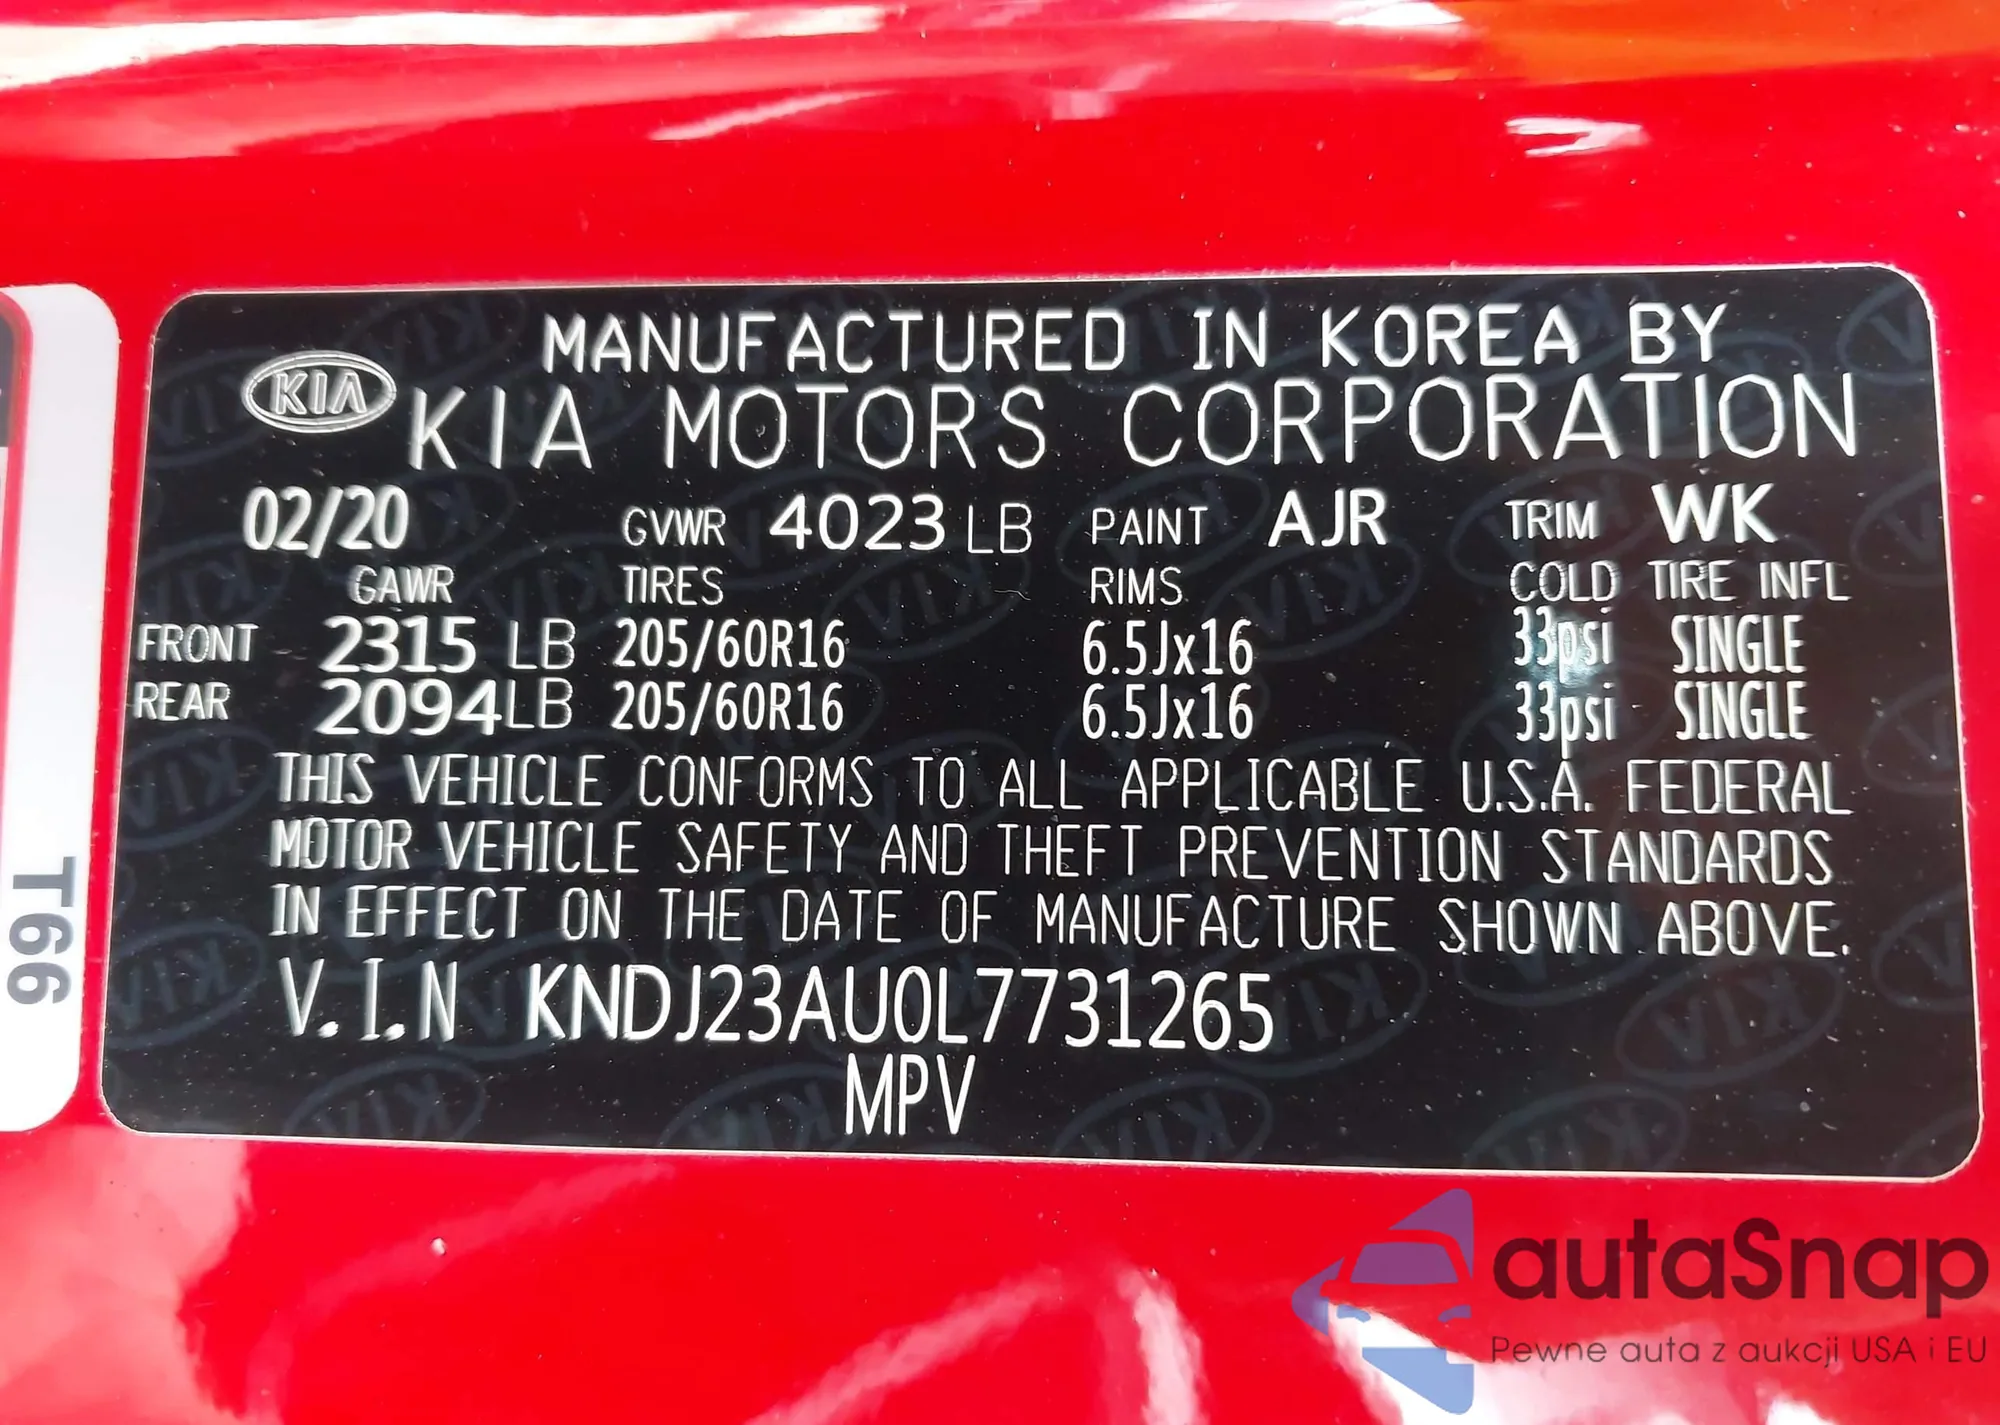 MANUFACTURED IN KOREA BY
KIA KIA MOTORS CORPORATION
02/20 GVWR 4023 LB PAINT AJR TRIM WK
GAWR TIRES RIMS COLD TIRE INFL
FRONT 2315 LB 205/60R16 6.5Jx16 33psi SINGLE
REAR 2094 LB 205/60R16 6.5Jx16 33psi SINGLE
THIS VEHICLE CONFORMS TO ALL APPLICABLE U.S.A. FEDERAL
MOTOR VEHICLE SAFETY AND THEFT PREVENTION STANDARDS
IN EFFECT ON THE DATE OF MANUFACTURE SHOWN ABOVE.
V.I.N KNDJ23AU0L7731265
MPV
T66
autaSnap
Pewne auta z aukcji USA i EU